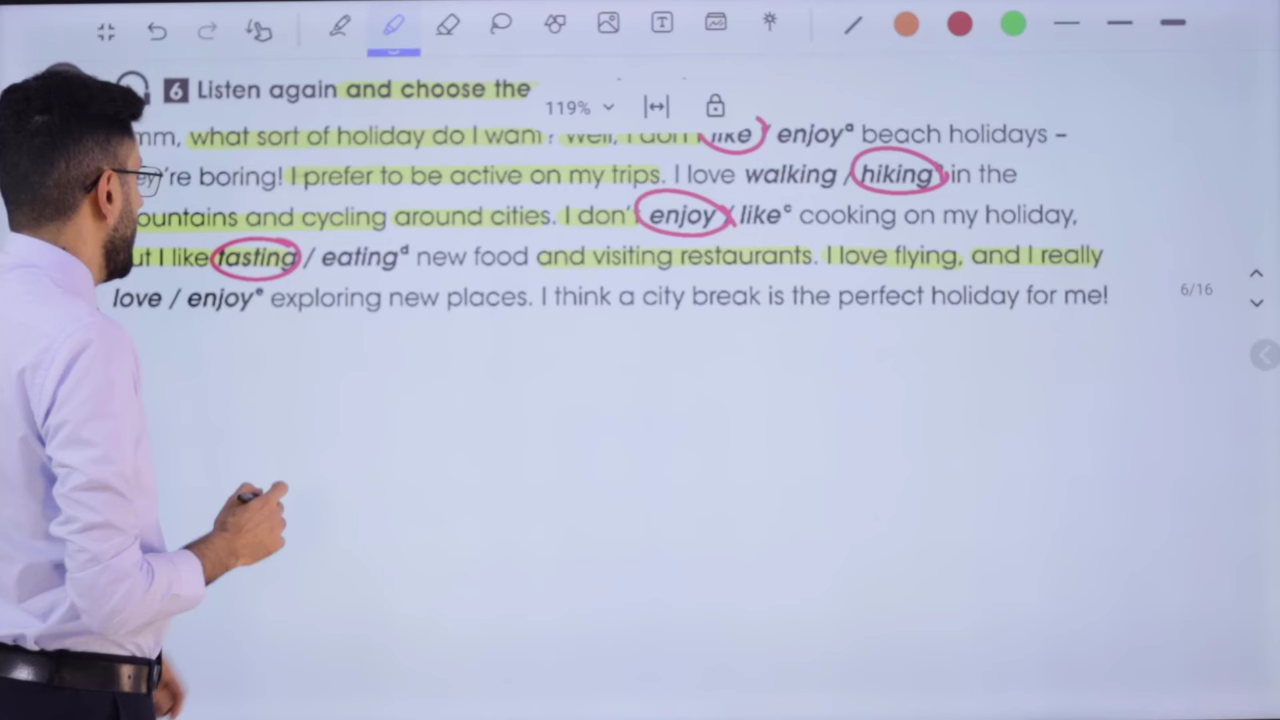 6 Listen again and choose the
119%
what sort of holiday do I want? Well, I don't like / enjoyª beach holidays –
're boring! I prefer to be active on my trips. I love walking / hiking in the
ountains and cycling around cities. I don't enjoy / likeᶜ cooking on my holiday,
ut I like tasting / eatingᵈ new food and visiting restaurants. I love flying, and I really
6/16
love / enjoyᵉ exploring new places. I think a city break is the perfect holiday for me!